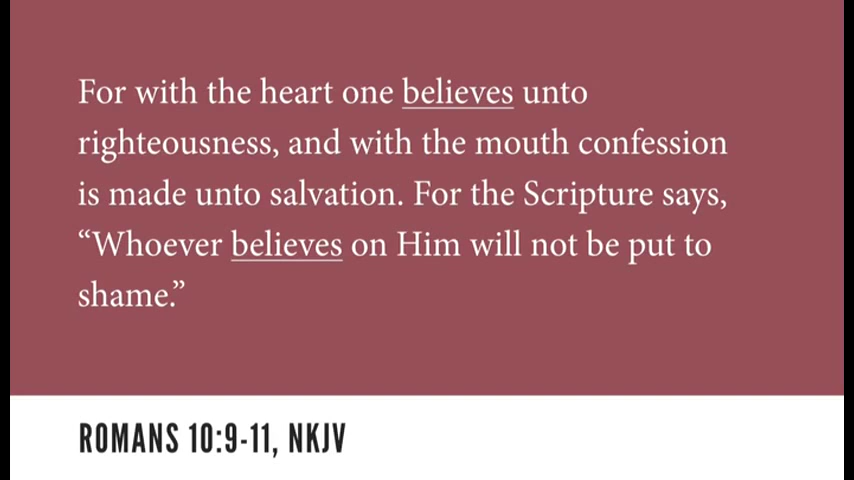 For with the heart one believes unto
righteousness, and with the mouth confession
is made unto salvation. For the Scripture says,
“Whoever believes on Him will not be put to
shame.”
ROMANS 10:9-11, NKJV